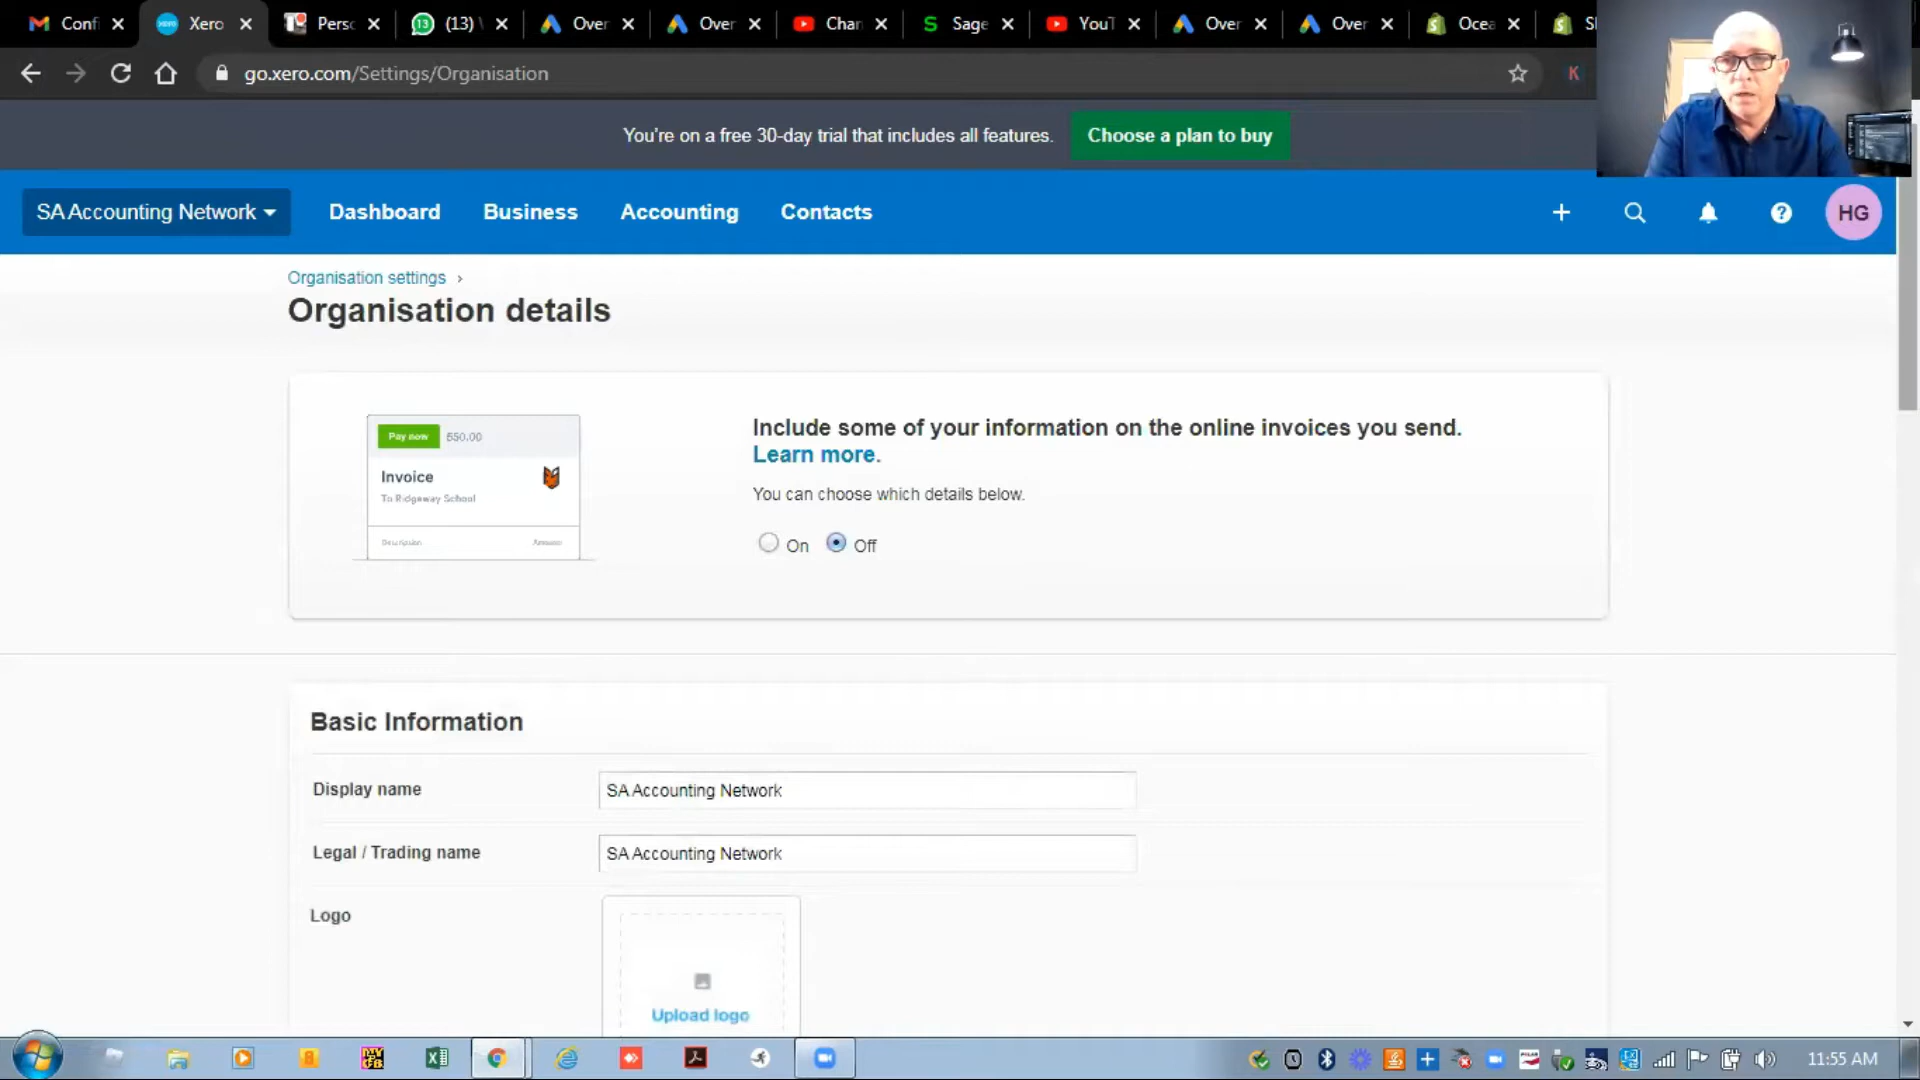 Confi
Xero
Perso
(13)
Over
Over
Chan
Sage
YouT
Over
Over
Ocea
go.xero.com/Settings/Organisation
K
You're on a free 30-day trial that includes all features.
Choose a plan to buy
SA Accounting Network
Dashboard
Business
Accounting
Contacts
HG
Organisation settings
Organisation details
Pay now 550.00
Invoice
To Ridgeway School
Description Amount
Include some of your information on the online invoices you send.
Learn more.
You can choose which details below.
On Off
Basic Information
Display name SA Accounting Network
Legal / Trading name SA Accounting Network
Logo
Upload logo
11:55 AM